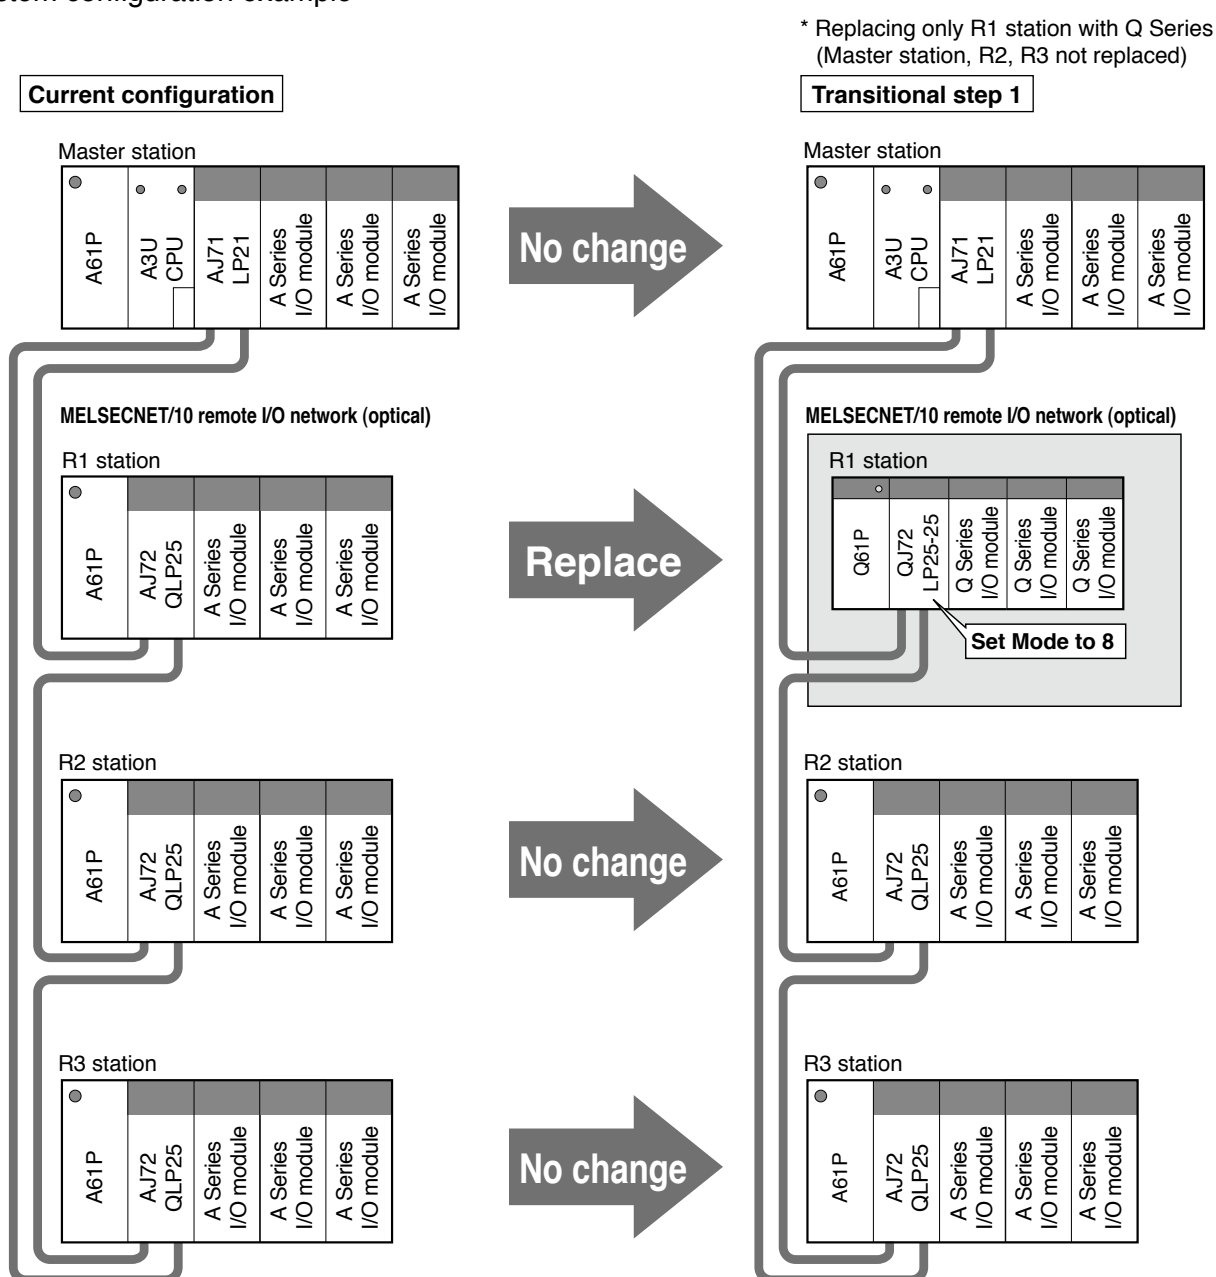 stem configuration example
* Replacing only R1 station with Q Series
(Master station, R2, R3 not replaced)
Current configuration
Transitional step 1
Master station
A61P
A3U
CPU
AJ71
LP21
A Series
I/O module
A Series
I/O module
A Series
I/O module
No change
Master station
A61P
A3U
CPU
AJ71
LP21
A Series
I/O module
A Series
I/O module
A Series
I/O module
MELSECNET/10 remote I/O network (optical)
MELSECNET/10 remote I/O network (optical)
R1 station
A61P
AJ72
QLP25
A Series
I/O module
A Series
I/O module
A Series
I/O module
Replace
R1 station
Q61P
QJ72
LP25-25
Q Series
I/O module
Q Series
I/O module
Q Series
I/O module
Set Mode to 8
R2 station
A61P
AJ72
QLP25
A Series
I/O module
A Series
I/O module
A Series
I/O module
No change
R2 station
A61P
AJ72
QLP25
A Series
I/O module
A Series
I/O module
A Series
I/O module
R3 station
A61P
AJ72
QLP25
A Series
I/O module
A Series
I/O module
A Series
I/O module
No change
R3 station
A61P
AJ72
QLP25
A Series
I/O module
A Series
I/O module
A Series
I/O module